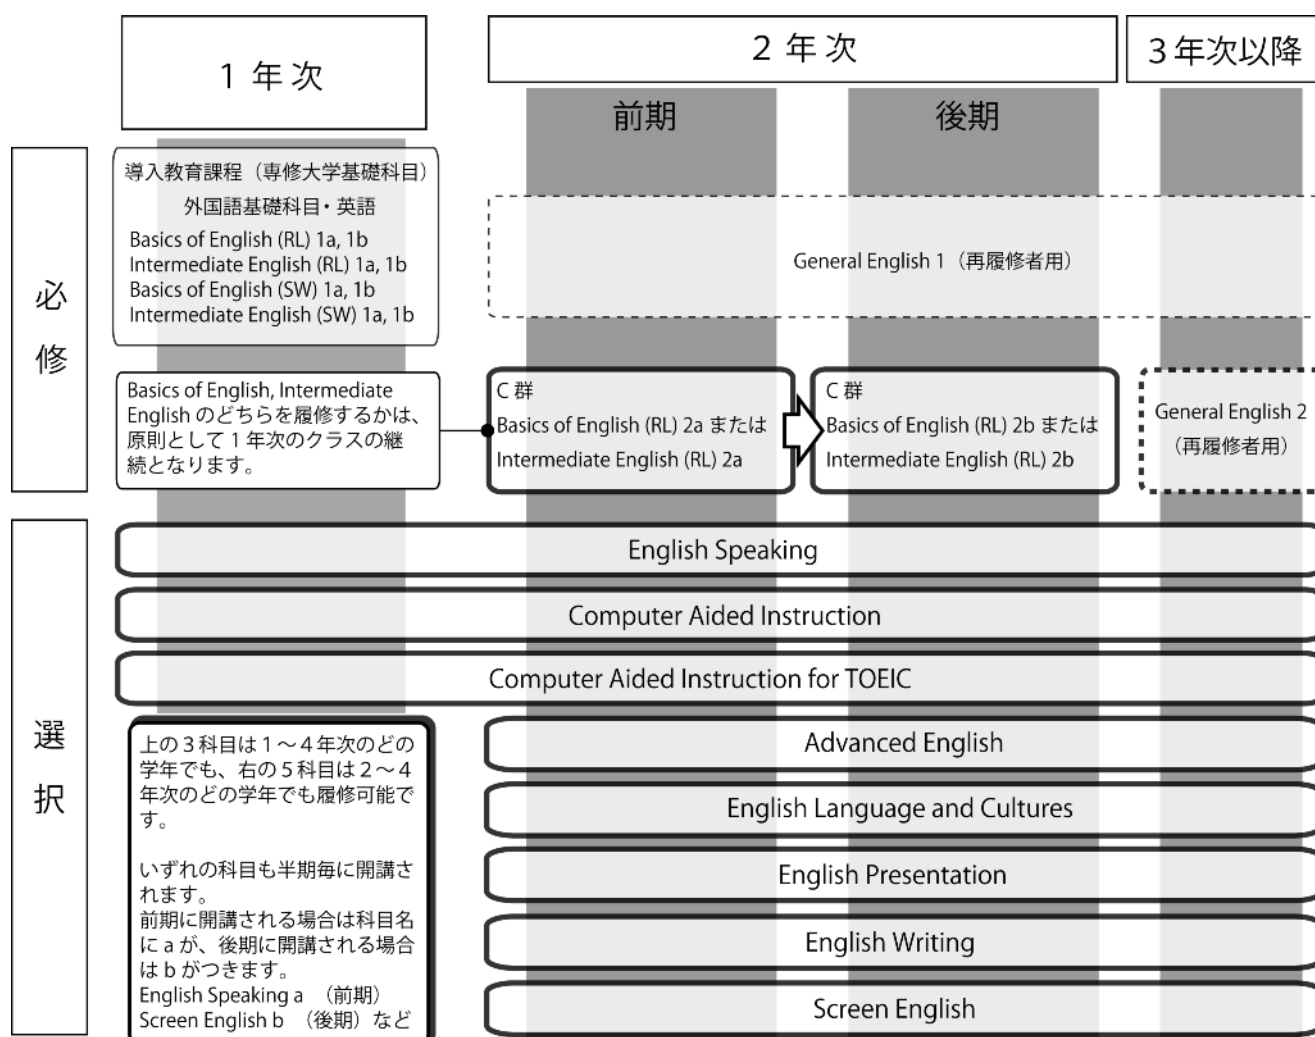 1 年 次
2 年 次
3 年次以降
前期
後期
必
修
導入教育課程（専修大学基礎科目）
外国語基礎科目・英語
Basics of English (RL) 1a, 1b
Intermediate English (RL) 1a, 1b
Basics of English (SW) 1a, 1b
Intermediate English (SW) 1a, 1b
General English 1（再履修者用）
Basics of English, Intermediate
English のどちらを履修するかは、
原則として 1 年次のクラスの継
続となります。
C 群
Basics of English (RL) 2a または
Intermediate English (RL) 2a
C 群
Basics of English (RL) 2b または
Intermediate English (RL) 2b
General English 2
（再履修者用）
選
択
English Speaking
Computer Aided Instruction
Computer Aided Instruction for TOEIC
上の 3 科目は 1 ～ 4 年次のどの
学年でも、右の 5 科目は 2 ～ 4
年次のどの学年でも履修可能で
す。
いずれの科目も半期毎に開講さ
れます。
前期に開講される場合は科目名
に a が、後期に開講される場合
は b がつきます。
English Speaking a （前期）
Screen English b （後期）など
Advanced English
English Language and Cultures
English Presentation
English Writing
Screen English